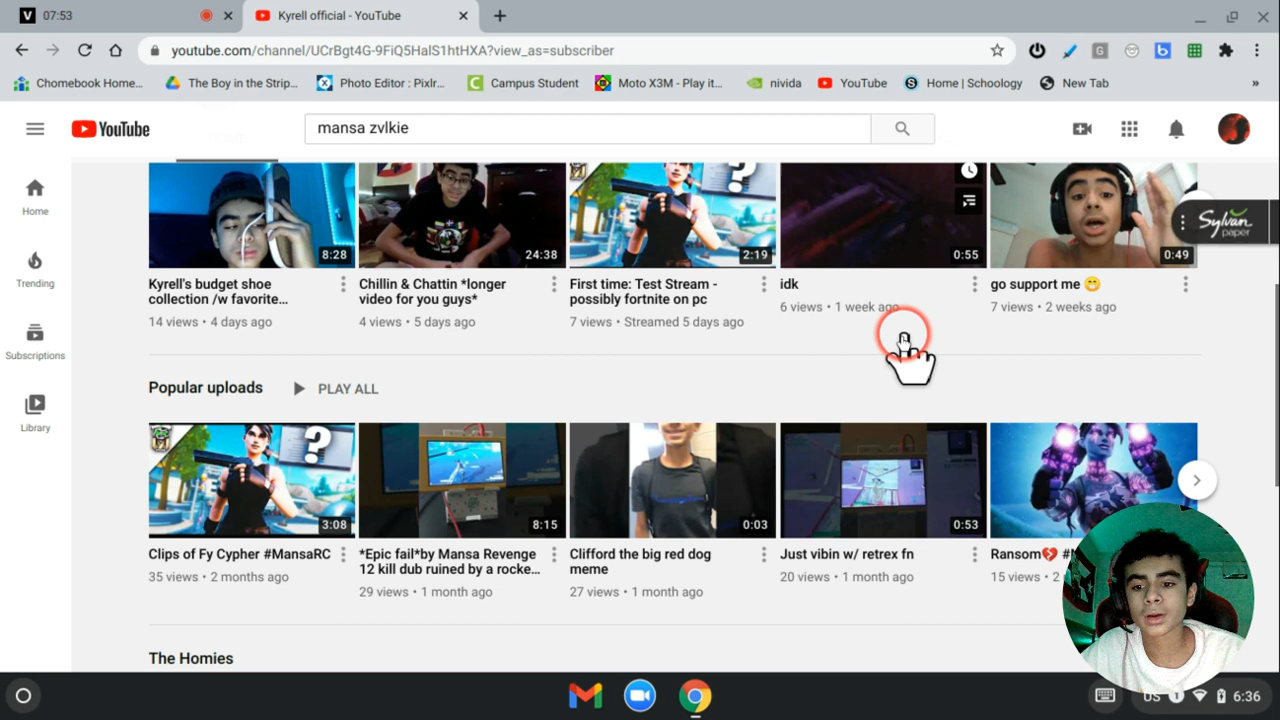 V 07:53
Kyrell official - YouTube
youtube.com/channel/UCrBgt4G-9FiQ5HalS1htHXA?view_as=subscriber
Chomebook Home...
The Boy in the Strip...
Photo Editor : Pixlr...
Campus Student
Moto X3M - Play it...
nivida
YouTube
Home | Schoology
New Tab
»
YouTube
mansa zvlkie
Home
Trending
Subscriptions
Library
8:28
24:38
2:19
0:55
0:49
Sylvan
paper
Kyrell's budget shoe
collection /w favorite...
14 views • 4 days ago
Chillin & Chattin *longer
video for you guys*
4 views • 5 days ago
First time: Test Stream -
possibly fortnite on pc
7 views • Streamed 5 days ago
idk
6 views • 1 week ago
go support me 😁
7 views • 2 weeks ago
Popular uploads
PLAY ALL
3:08
8:15
0:03
0:53
Clips of Fy Cypher #MansaRC
35 views • 2 months ago
*Epic fail*by Mansa Revenge
12 kill dub ruined by a rocke...
29 views • 1 month ago
Clifford the big red dog
meme
27 views • 1 month ago
Just vibin w/ retrex fn
20 views • 1 month ago
Ransom💔
15 views • 2
The Homies
US
6:36